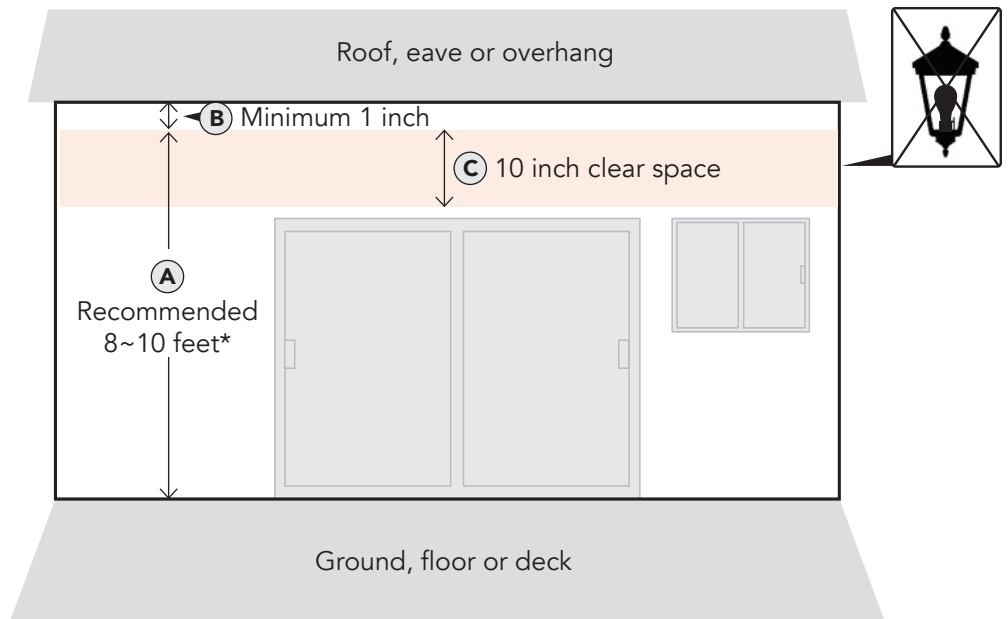 Roof, eave or overhang
B Minimum 1 inch
C 10 inch clear space
A
Recommended
8~10 feet*
Ground, floor or deck